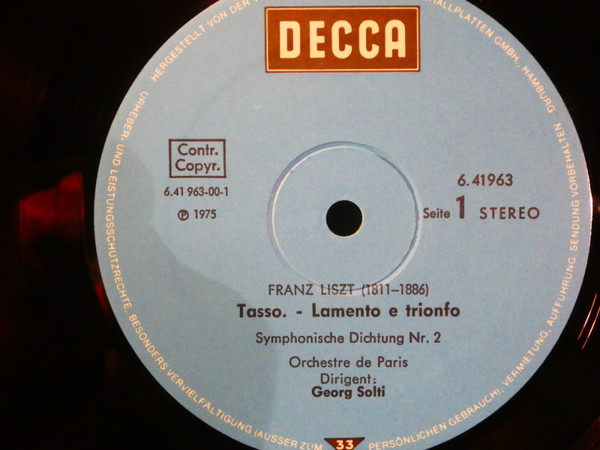 DECCA
Contr.
Copyr.
6.41 963-00-1
℗ 1975
6.41963
Seite 1 STEREO
FRANZ LISZT (1811–1886)
Tasso. - Lamento e trionfo
Symphonische Dichtung Nr. 2
Orchestre de Paris
Dirigent:
Georg Solti
33
HERGESTELLT VON DER
SCHALLPLATTEN GMBH, HAMBURG
URHEBER- UND LEISTUNGSSCHUTZRECHTE, BESONDERS VERVIELFÄLTIGUNG (AUSSER ZUM PERSÖNLICHEN GEBRAUCH), VERMIETUNG, AUFFÜHRUNG, SENDUNG VORBEHALTEN